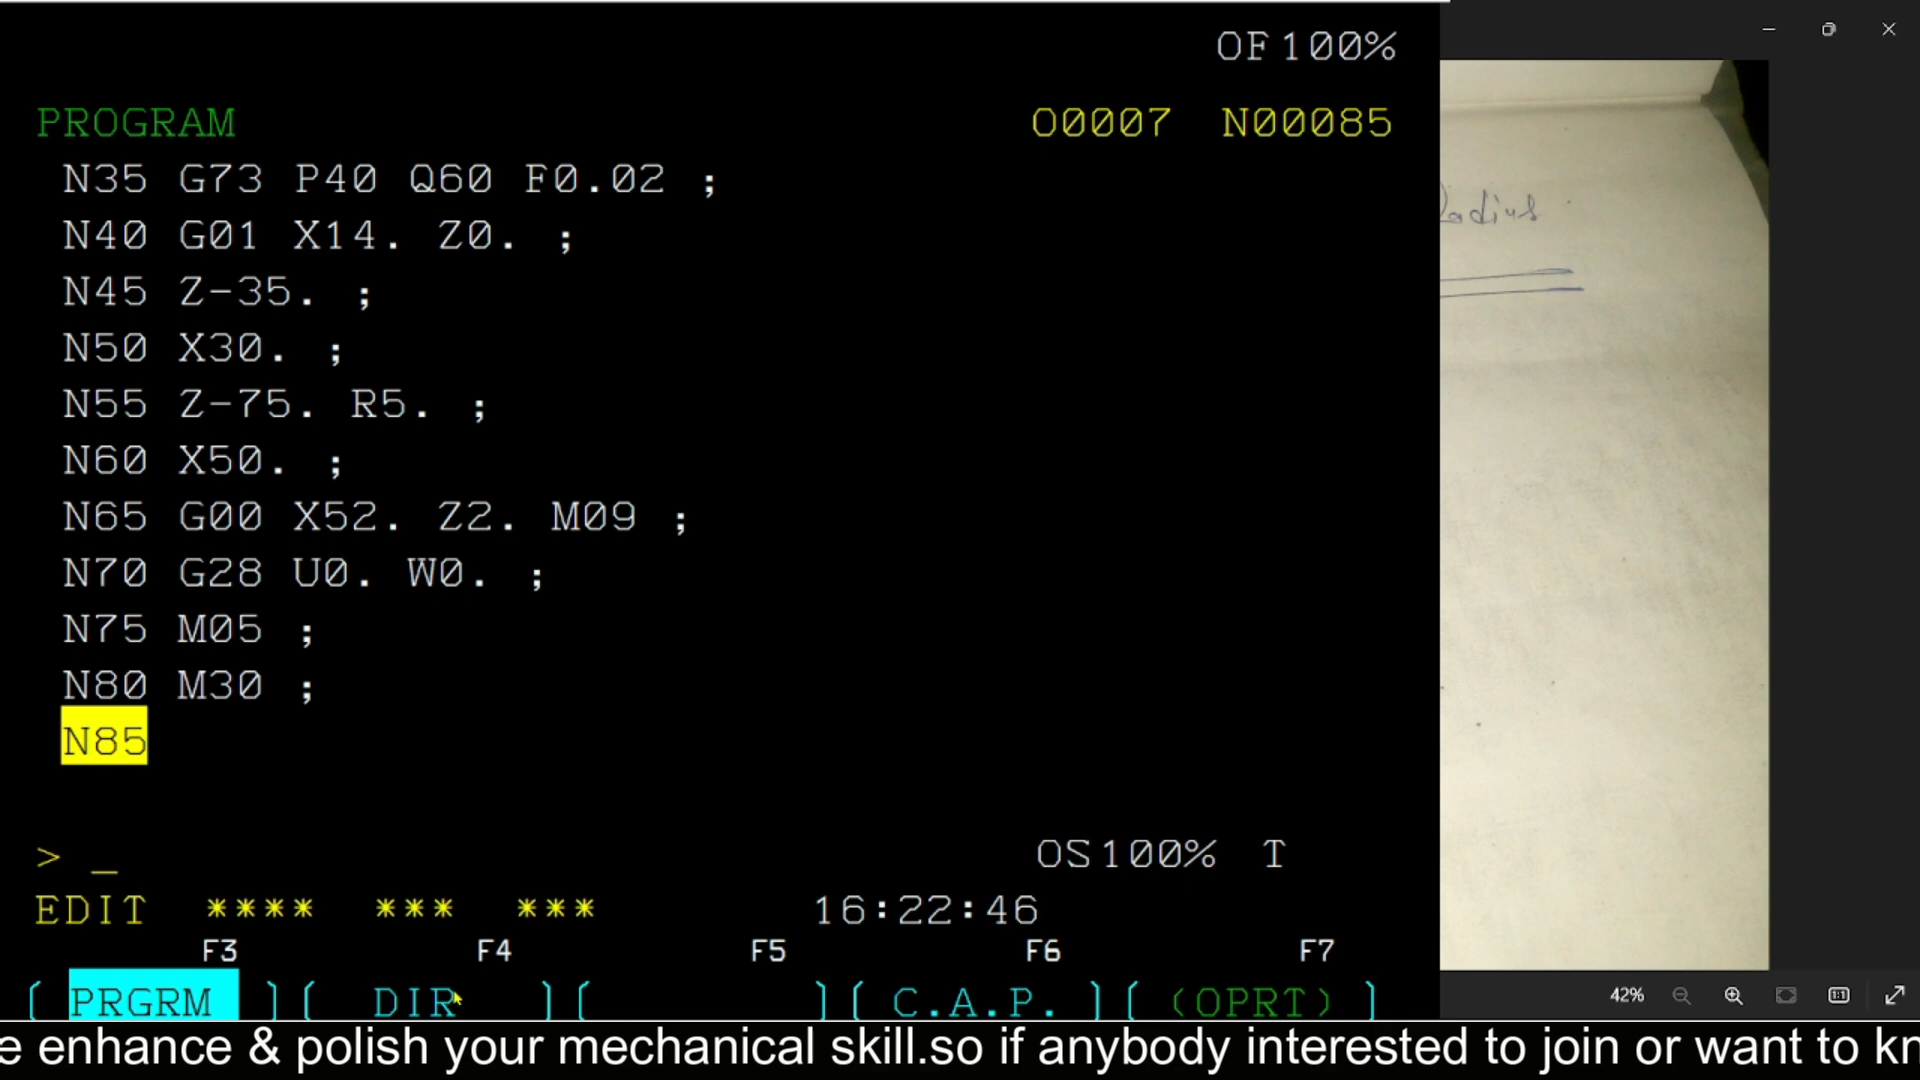 OF100%
PROGRAM O0007 N00085
N35 G73 P40 Q60 F0.02 ;
N40 G01 X14. Z0. ;
N45 Z-35. ;
N50 X30. ;
N55 Z-75. R5. ;
N60 X50. ;
N65 G00 X52. Z2. M09 ;
N70 G28 U0. W0. ;
N75 M05 ;
N80 M30 ;
N85
> _
OS100% T
EDIT **** *** *** 16:22:46
F3 F4 F5 F6 F7
[ PRGRM ][ DIR ][ ][ C.A.P. ][ (OPRT) ]
Radius
42%
1:1
e enhance & polish your mechanical skill.so if anybody interested to join or want to kn